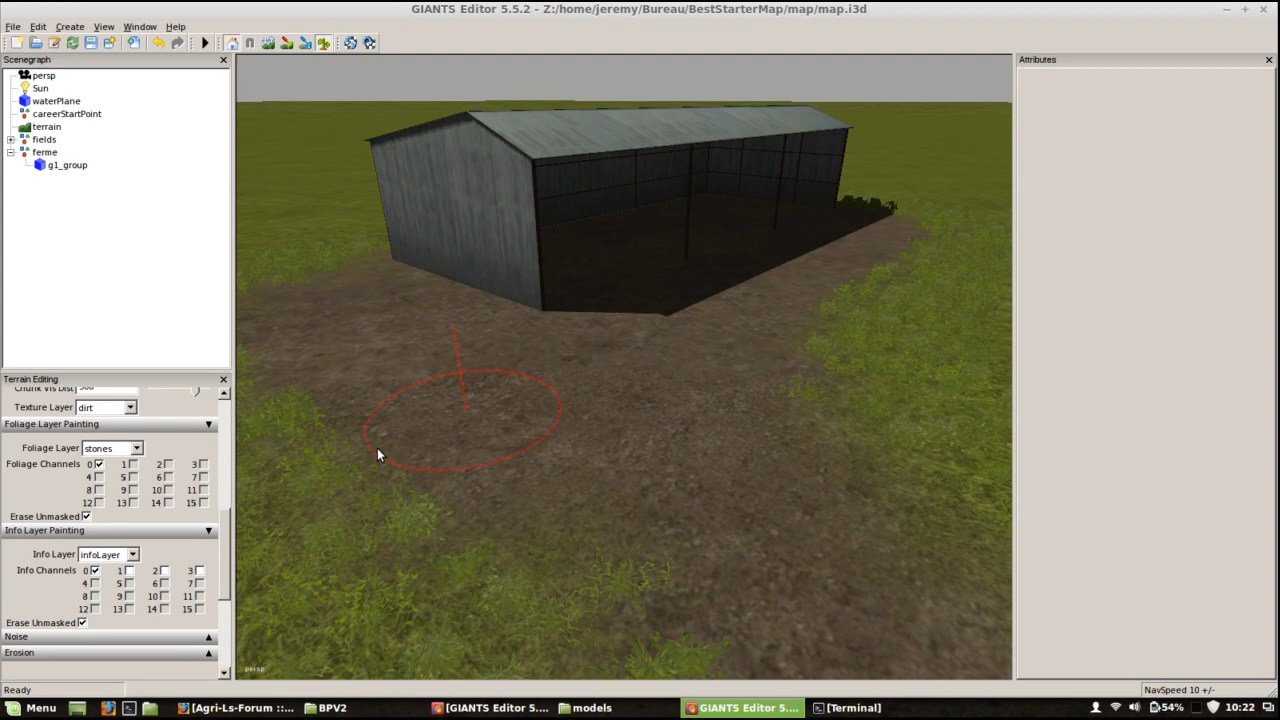 GIANTS Editor 5.5.2 - Z:/home/jeremy/Bureau/BestStarterMap/map/map.i3d
File Edit Create View Window Help
Scenegraph
persp
Sun
waterPlane
careerStartPoint
terrain
fields
ferme
g1_group
Terrain Editing
Chunk Vis Dist
Texture Layer dirt
Foliage Layer Painting
Foliage Layer stones
Foliage Channels 0 1 2 3
4 5 6 7
8 9 10 11
12 13 14 15
Erase Unmasked
Info Layer Painting
Info Layer infoLayer
Info Channels 0 1 2 3
4 5 6 7
8 9 10 11
12 13 14 15
Erase Unmasked
Noise
Erosion
persp
Attributes
Ready
NavSpeed 10 +/-
Menu
[Agri-Ls-Forum ::...
BPV2
[GIANTS Editor 5....
models
GIANTS Editor 5....
[Terminal]
54%
10:22